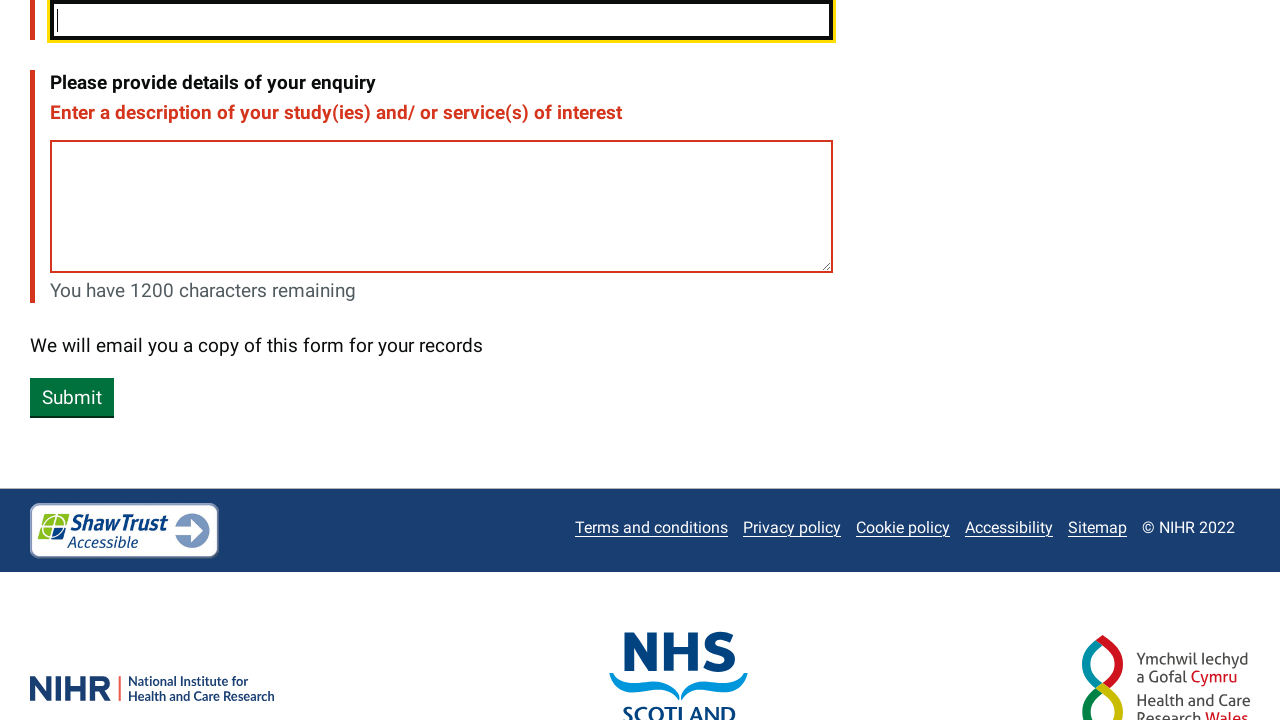 Please provide details of your enquiry
Enter a description of your study(ies) and/ or service(s) of interest
You have 1200 characters remaining
We will email you a copy of this form for your records
Submit
ShawTrust
Accessible
Terms and conditions Privacy policy Cookie policy Accessibility Sitemap © NIHR 2022
NIHR | National Institute for
Health and Care Research
NHS
SCOTLAND
Ymchwil Iechyd
a Gofal Cymru
Health and Care
Research Wales